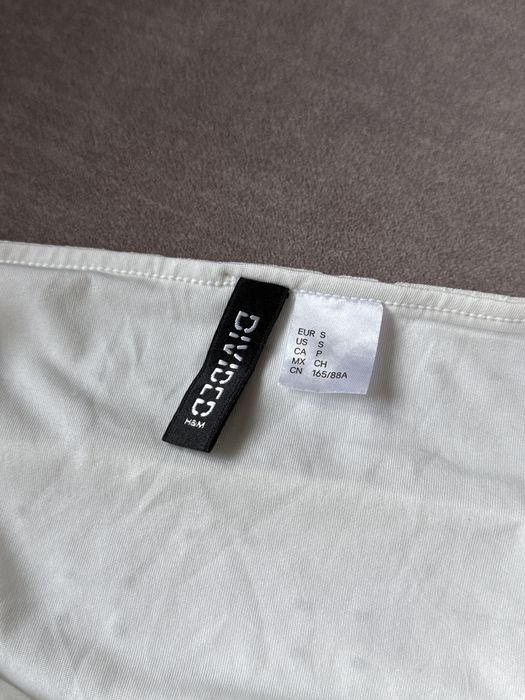 DIVIDED
H&M
EUR S
US S
CA P
MX CH
CN 165/88A